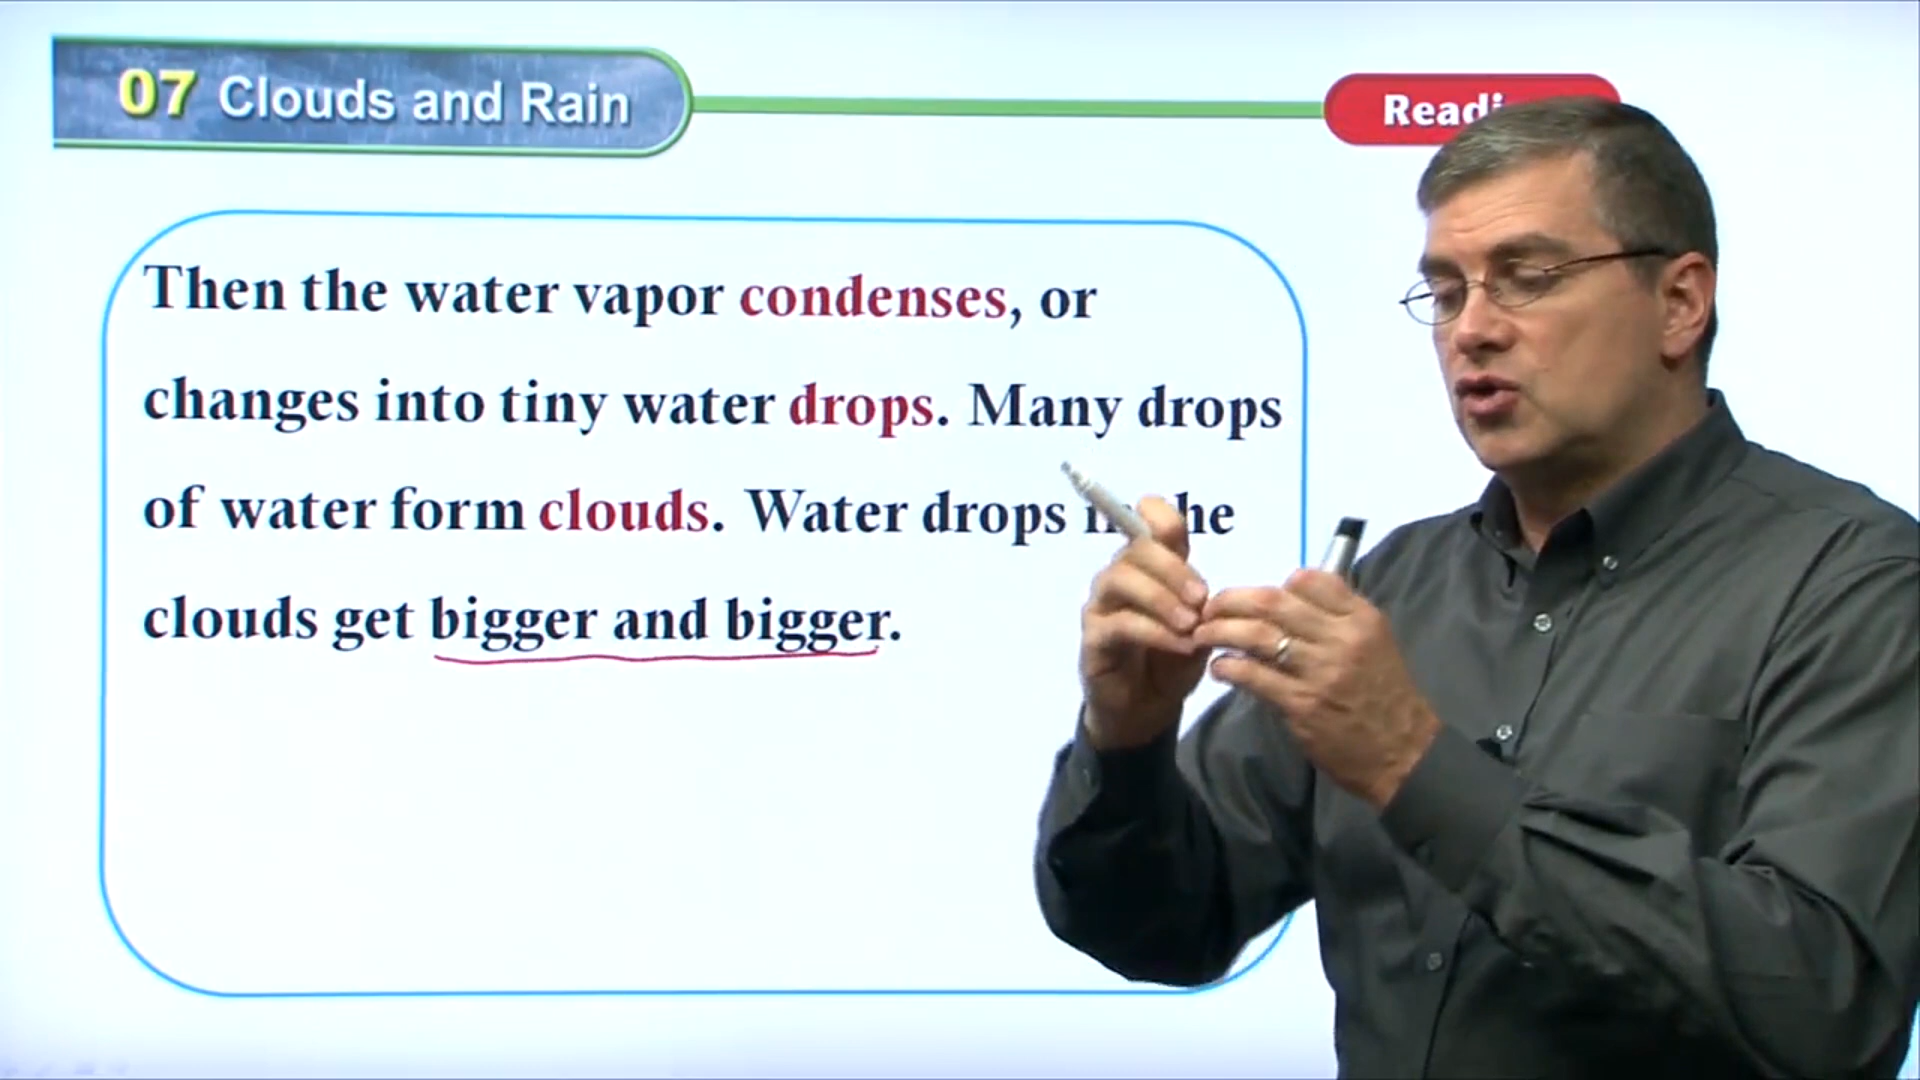 07 Clouds and Rain
Then the water vapor condenses, or
changes into tiny water drops. Many drops
of water form clouds. Water drops
clouds get bigger and bigger.